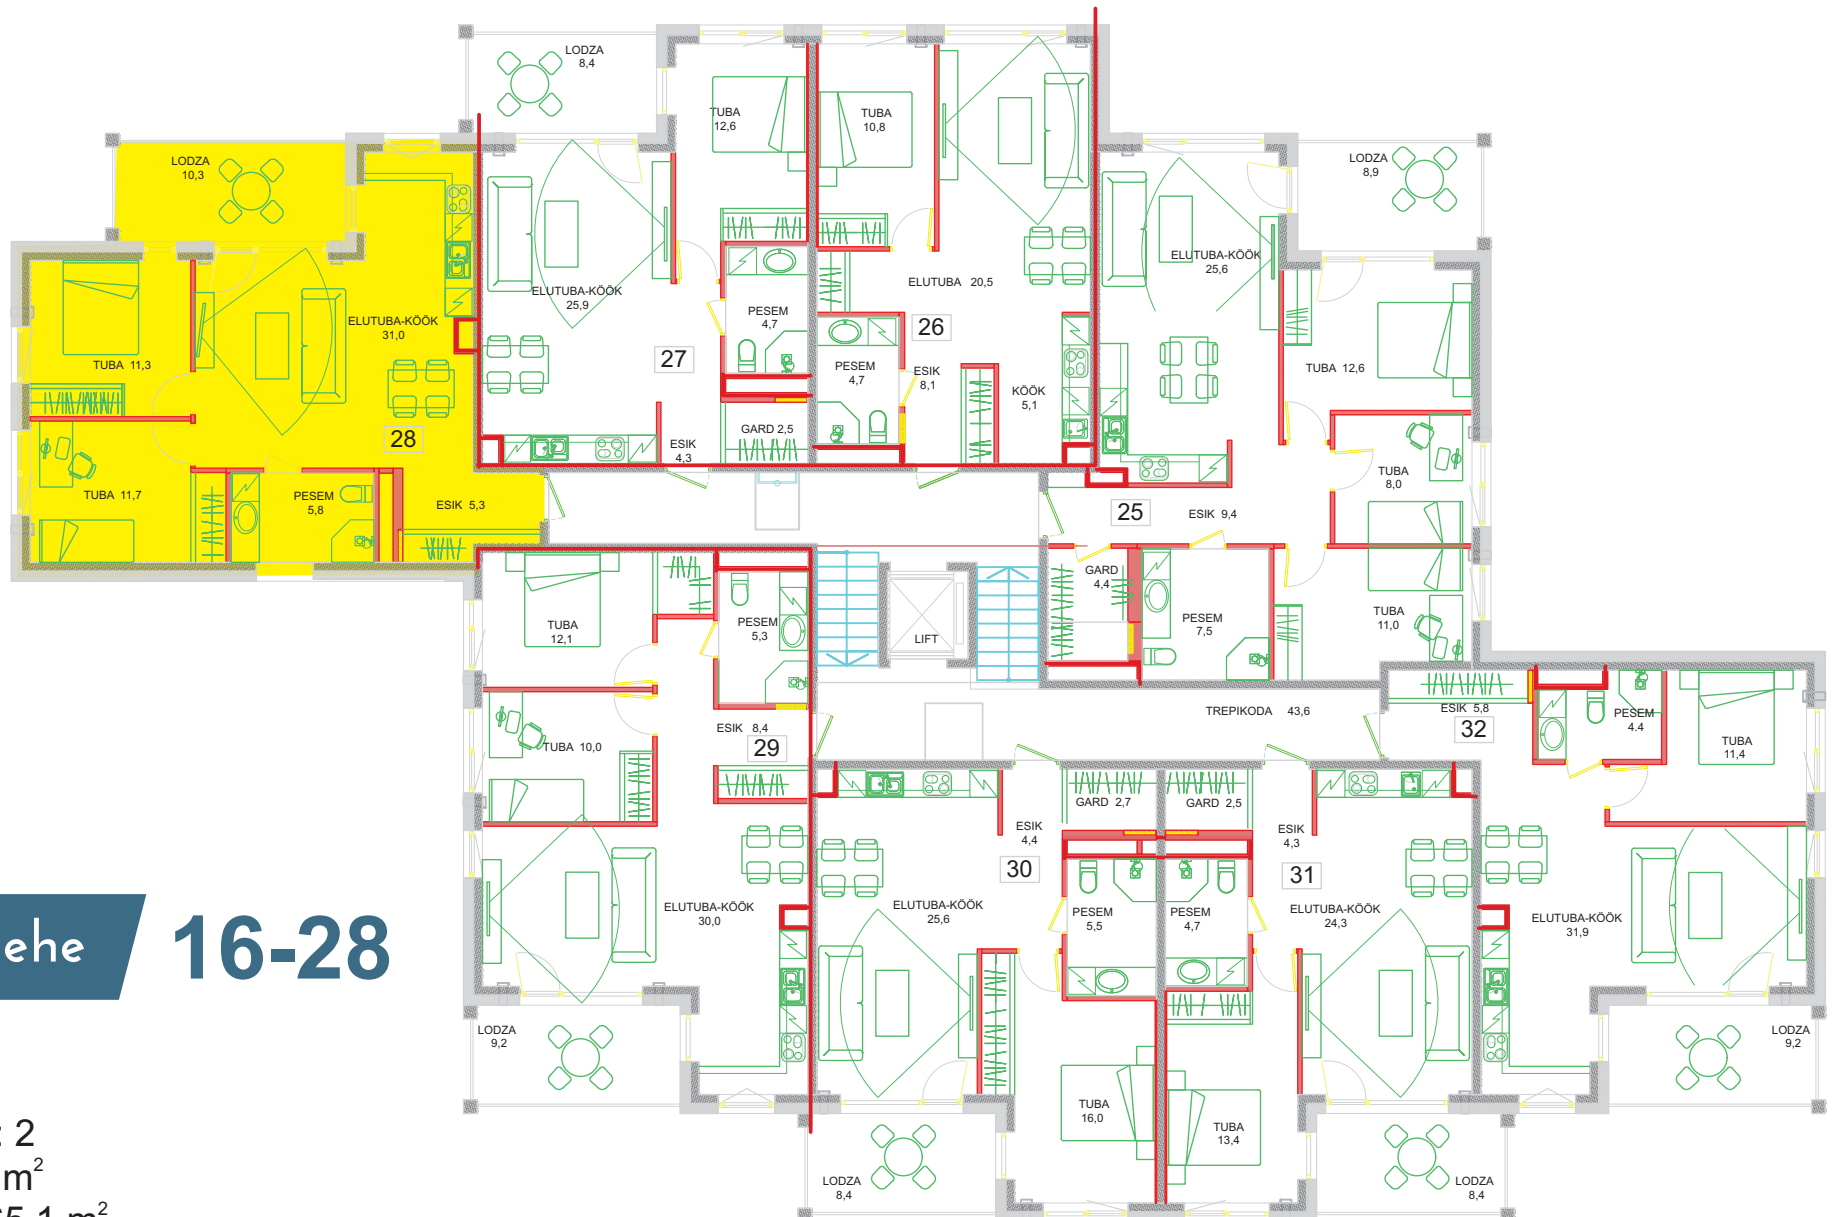 LODZA
8,4
TUBA
12,6
TUBA
10,8
LODZA
10,3
LODZA
8,9
ELUTUBA-KÖÖK
25,9
PESEM
4,7
ELUTUBA 20,5
ELUTUBA-KÖÖK
25,6
ELUTUBA-KÖÖK
31,0
TUBA 11,3
27
26
PESEM
4,7
ESIK
8,1
KÖÖK
5,1
TUBA 12,6
28
ESIK
4,3
GARD 2,5
TUBA
8,0
TUBA 11,7
PESEM
5,8
ESIK 5,3
25
ESIK 9,4
GARD
4,4
TUBA
12,1
PESEM
5,3
LIFT
PESEM
7,5
TUBA
11,0
TREPIKODA 43,6
ESIK 5,8
32
PESEM
4.4
TUBA
11,4
ESIK 8,4
29
TUBA 10,0
GARD 2,7
GARD 2,5
ESIK
4,4
ESIK
4,3
30
31
ELUTUBA-KÖÖK
30,0
ELUTUBA-KÖÖK
25,6
PESEM
5,5
PESEM
4,7
ELUTUBA-KÖÖK
24,3
ELUTUBA-KÖÖK
31,9
ehe
16-28
LODZA
9,2
LODZA
9,2
TUBA
16,0
TUBA
13,4
LODZA
8,4
LODZA
8,4
: 2
m²
65,1 m²